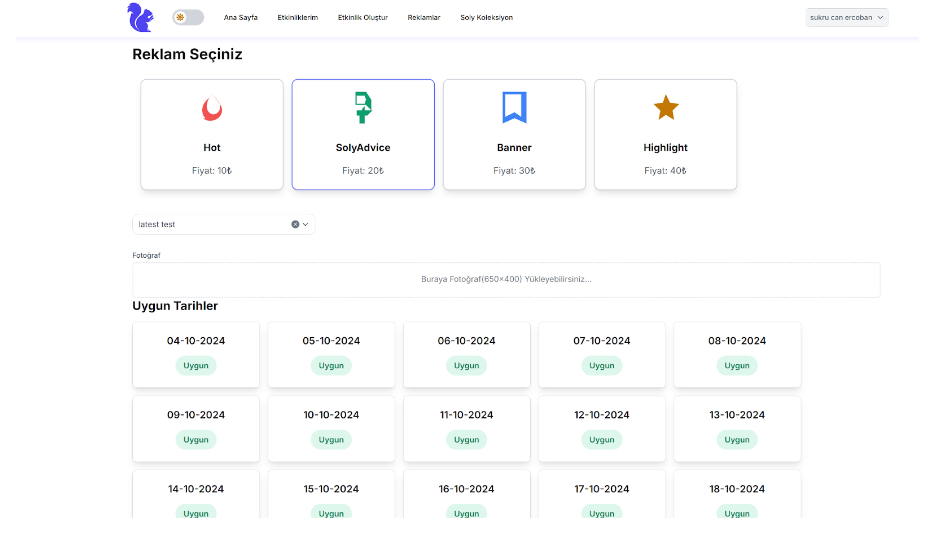 Ana Sayfa Etkinliklerim Etkinlik Oluştur Reklamlar Soly Koleksiyon sukru can ercoban
Reklam Seçiniz
Hot SolyAdvice Banner Highlight
Fiyat: 10₺ Fiyat: 20₺ Fiyat: 30₺ Fiyat: 40₺
latest test
Fotoğraf
Buraya Fotoğraf(650x400) Yükleyebilirsiniz...
Uygun Tarihler
04-10-2024 05-10-2024 06-10-2024 07-10-2024 08-10-2024
Uygun Uygun Uygun Uygun Uygun
09-10-2024 10-10-2024 11-10-2024 12-10-2024 13-10-2024
Uygun Uygun Uygun Uygun Uygun
14-10-2024 15-10-2024 16-10-2024 17-10-2024 18-10-2024
Uygun Uygun Uygun Uygun Uygun